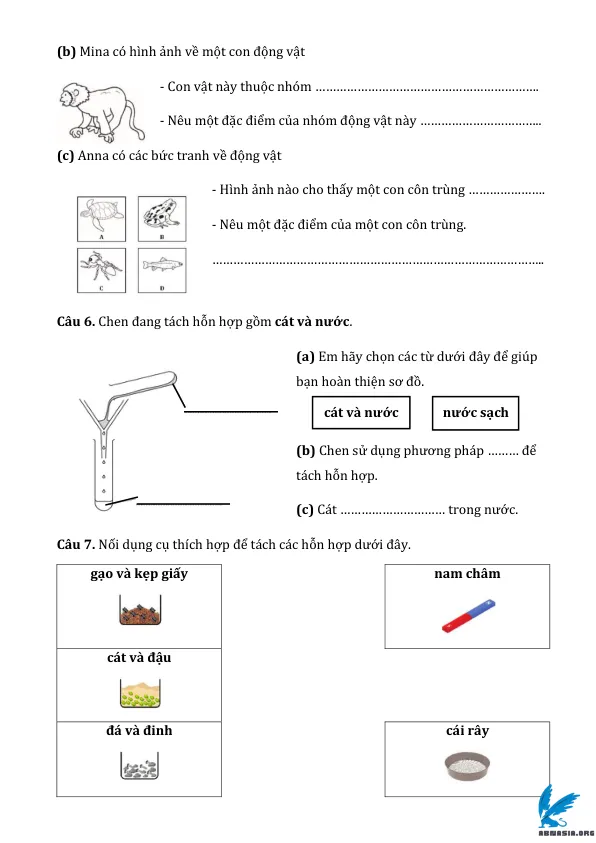 (b) Mina có hình ảnh về một con động vật
- Con vật này thuộc nhóm ……………………………………………………….
- Nêu một đặc điểm của nhóm động vật này ……………………………..
(c) Anna có các bức tranh về động vật
- Hình ảnh nào cho thấy một con côn trùng ………………….
- Nêu một đặc điểm của một con côn trùng.
…………………………………………………………………………………..
A
B
C
D
Câu 6. Chen đang tách hỗn hợp gồm cát và nước.
(a) Em hãy chọn các từ dưới đây để giúp
bạn hoàn thiện sơ đồ.
cát và nước
nước sạch
(b) Chen sử dụng phương pháp ……… để
tách hỗn hợp.
(c) Cát ………………………… trong nước.
Câu 7. Nối dụng cụ thích hợp để tách các hỗn hợp dưới đây.
gạo và kẹp giấy
nam châm
cát và đậu
đá và đinh
cái rây
ABNASIA.ORG